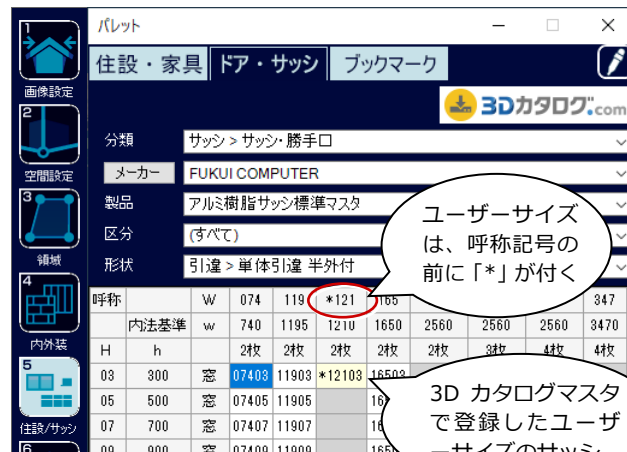 パレット
1
画像設定
2
空間設定
3
領域
4
内外装
5
住設/サッシ
6
住設・家具 ドア・サッシ ブックマーク
3Dカタログ.com
分類 サッシ > サッシ・勝手口
メーカー FUKUI COMPUTER
製品 アルミ樹脂サッシ標準マスタ
区分 (すべて)
形状 引違 > 単体引違 半外付
ユーザーサイズ
は、呼称記号の
前に「*」が付く
呼称 W 074 119 *121 165 347
内法基準 w 740 1195 1210 1650 2560 2560 2560 3470
H h 2枚 2枚 2枚 2枚 2枚 3枚 4枚 4枚
03 300 窓 07403 11903 *12103 16503
05 500 窓 07405 11905
07 700 窓 07407 11907
09 900 窓 07409 11909
3D カタログマスタ
で登録したユーザ
ーサイズのサッシ